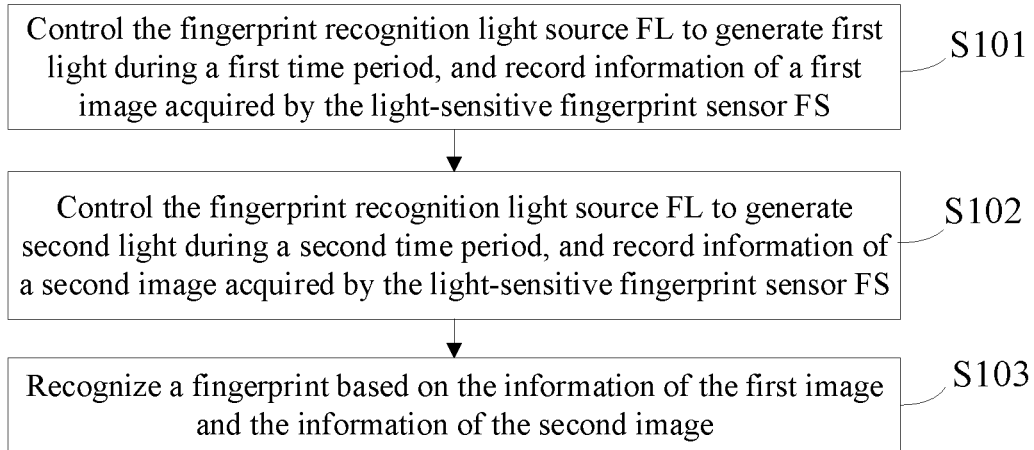 Control the fingerprint recognition light source FL to generate first
light during a first time period, and record information of a first
image acquired by the light-sensitive fingerprint sensor FS
S101
Control the fingerprint recognition light source FL to generate
second light during a second time period, and record information of
a second image acquired by the light-sensitive fingerprint sensor FS
S102
Recognize a fingerprint based on the information of the first image
and the information of the second image
S103